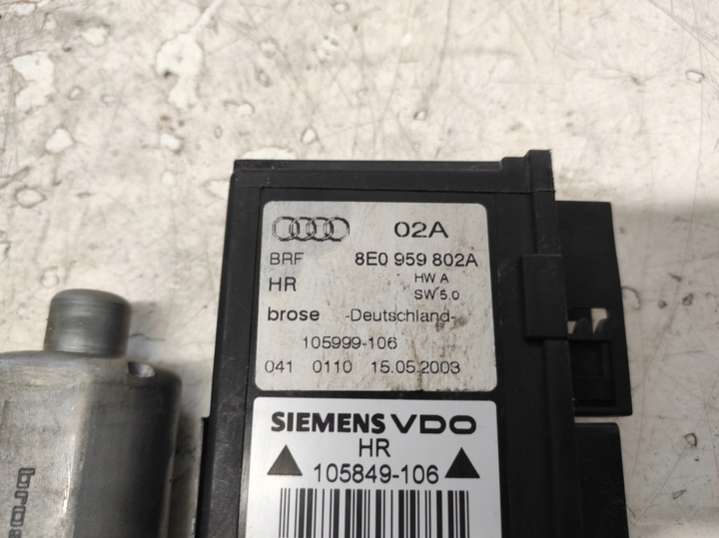 02A
BRF 8E0 959 802A
HR HW A
SW 5.0
brose -Deutschland-
105999-106
041 0110 15.05.2003
SIEMENS VDO
HR
105849-106
bros